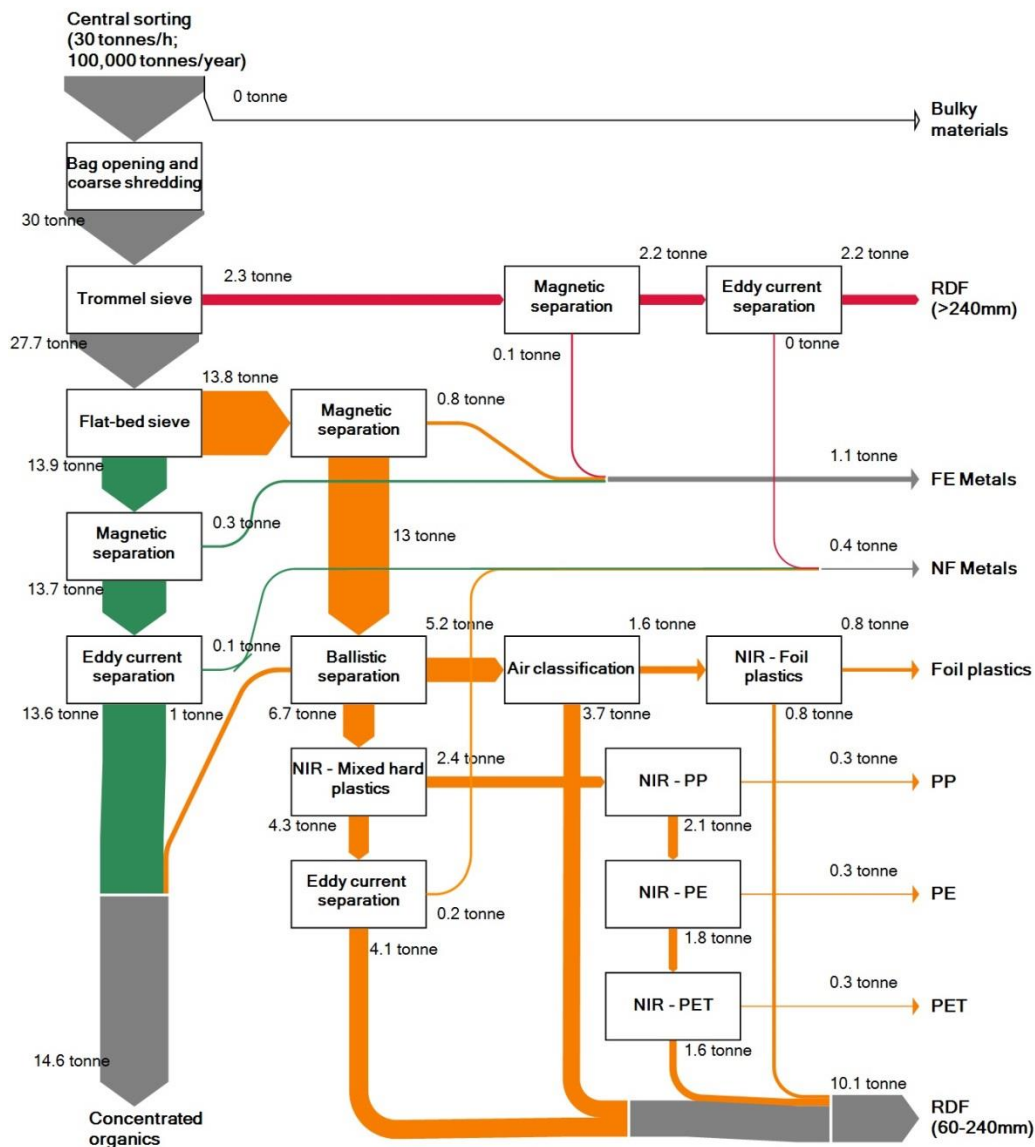 Central sorting
(30 tonnes/h;
100,000 tonnes/year)
0 tonne
Bulky
materials
Bag opening and
coarse shredding
30 tonne
Trommel sieve
2.3 tonne
Magnetic
separation
2.2 tonne
Eddy current
separation
2.2 tonne
RDF
(>240mm)
27.7 tonne
0.1 tonne
0 tonne
Flat-bed sieve
13.8 tonne
Magnetic
separation
0.8 tonne
1.1 tonne
FE Metals
13.9 tonne
Magnetic
separation
0.3 tonne
13 tonne
0.4 tonne
NF Metals
13.7 tonne
Eddy current
separation
0.1 tonne
Ballistic
separation
5.2 tonne
Air classification
1.6 tonne
NIR - Foil
plastics
0.8 tonne
Foil plastics
13.6 tonne
1 tonne
6.7 tonne
3.7 tonne
0.8 tonne
NIR - Mixed hard
plastics
2.4 tonne
NIR - PP
0.3 tonne
PP
4.3 tonne
2.1 tonne
Eddy current
separation
0.2 tonne
NIR - PE
0.3 tonne
PE
4.1 tonne
1.8 tonne
NIR - PET
0.3 tonne
PET
1.6 tonne
14.6 tonne
Concentrated
organics
10.1 tonne
RDF
(60-240mm)